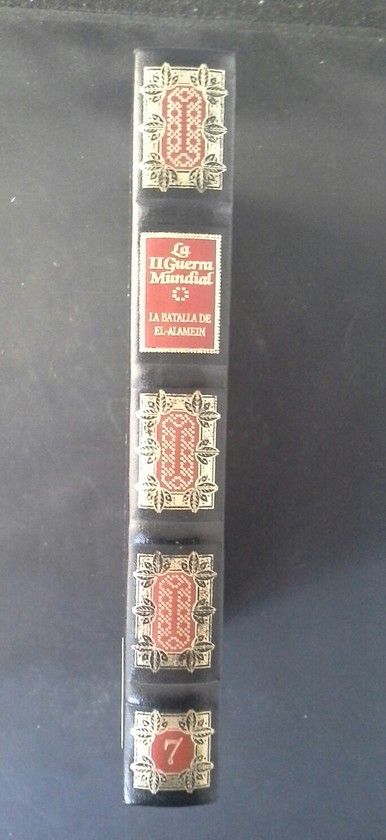 La
II Guerra
Mundial
LA BATALLA DE
EL-ALAMEIN
7